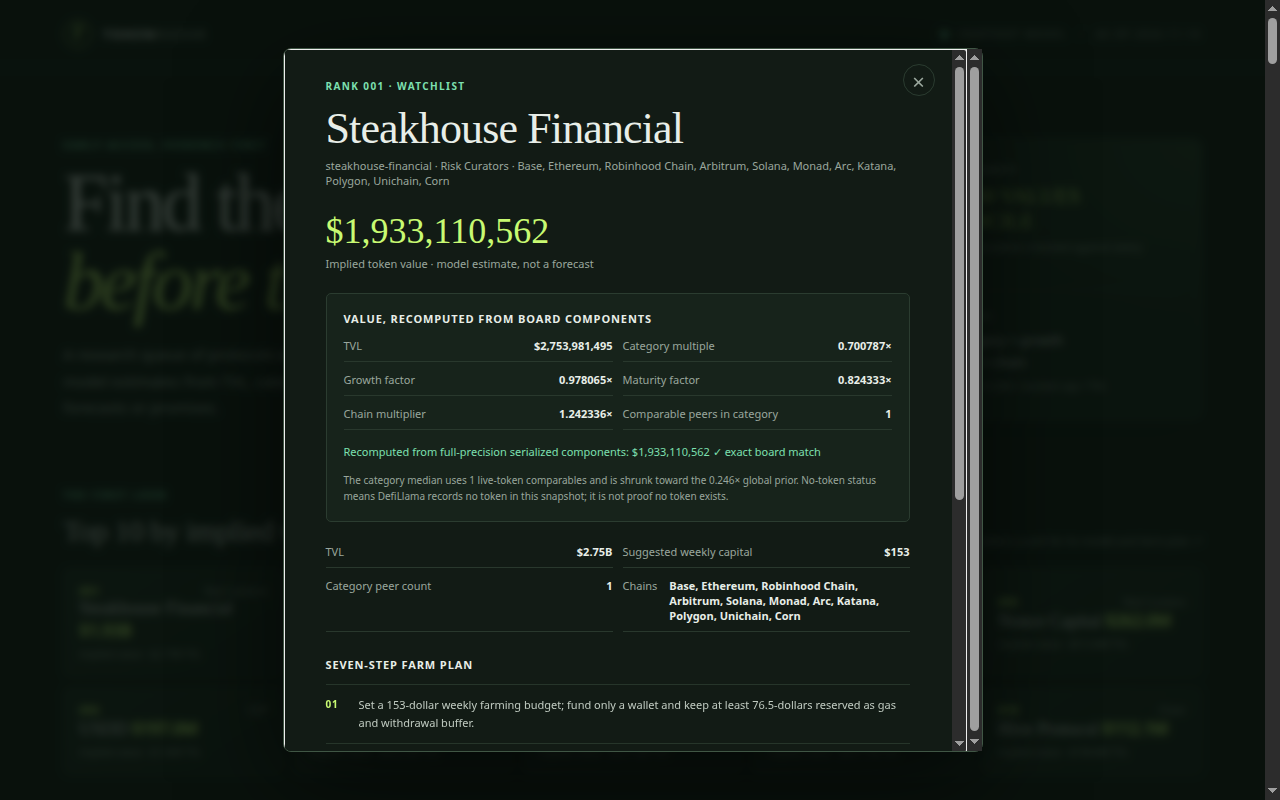 RANK 001 · WATCHLIST
Steakhouse Financial
steakhouse-financial · Risk Curators · Base, Ethereum, Robinhood Chain, Arbitrum, Solana, Monad, Arc, Katana,
Polygon, Unichain, Corn
$1,933,110,562
Implied token value · model estimate, not a forecast
VALUE, RECOMPUTED FROM BOARD COMPONENTS
TVL $2,753,981,495 Category multiple 0.700787×
Growth factor 0.978065× Maturity factor 0.824333×
Chain multiplier 1.242336× Comparable peers in category 1
Recomputed from full-precision serialized components: $1,933,110,562 ✓ exact board match
The category median uses 1 live-token comparables and is shrunk toward the 0.246× global prior. No-token status
means DefiLlama records no token in this snapshot; it is not proof no token exists.
TVL $2.75B Suggested weekly capital $153
Category peer count 1 Chains Base, Ethereum, Robinhood Chain,
Arbitrum, Solana, Monad, Arc, Katana,
Polygon, Unichain, Corn
SEVEN-STEP FARM PLAN
01 Set a 153-dollar weekly farming budget; fund only a wallet and keep at least 76.5-dollars reserved as gas
and withdrawal buffer.
Find the
before t
Top 10 by implied